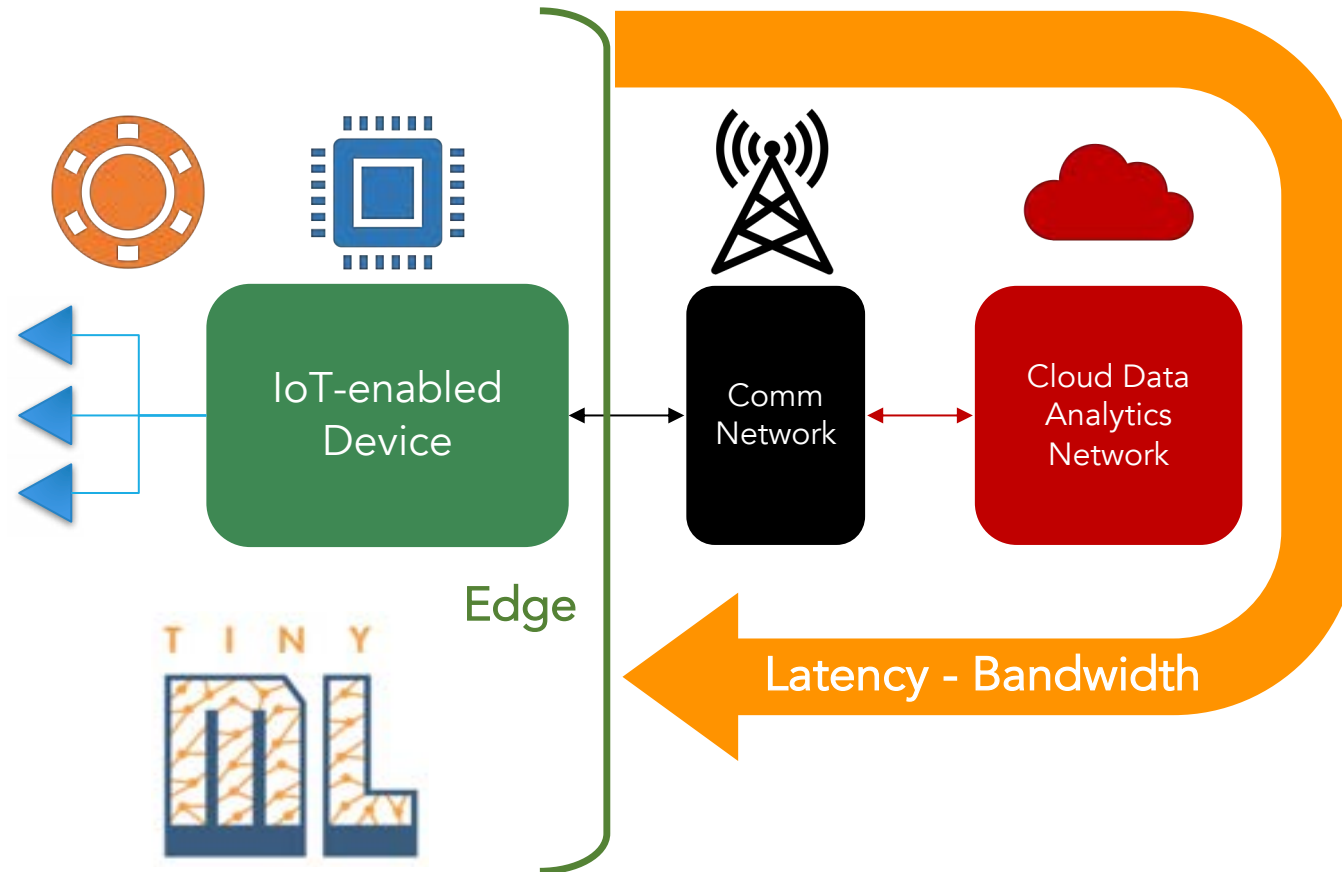 IoT-enabled
Device
Comm
Network
Cloud Data
Analytics
Network
Edge
TINY
mL
Latency - Bandwidth